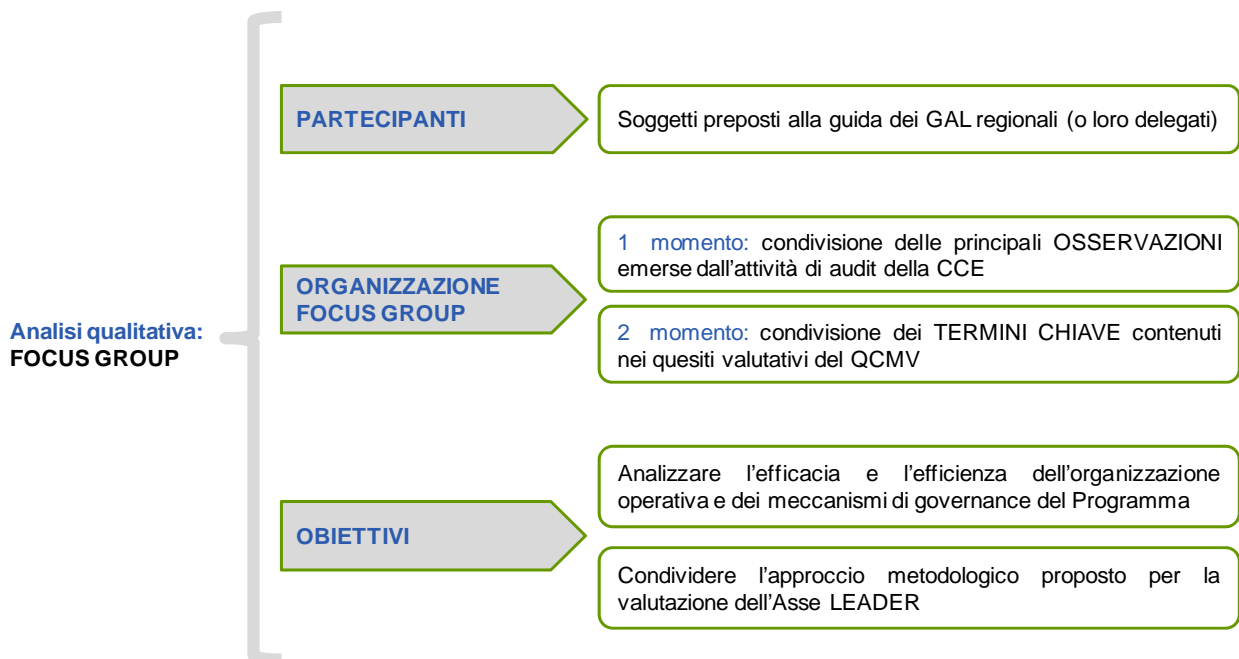 Analisi qualitativa:
FOCUS GROUP
PARTECIPANTI
Soggetti preposti alla guida dei GAL regionali (o loro delegati)
ORGANIZZAZIONE
FOCUS GROUP
1 momento: condivisione delle principali OSSERVAZIONI
emerse dall'attività di audit della CCE
2 momento: condivisione dei TERMINI CHIAVE contenuti
nei quesiti valutativi del QCMV
OBIETTIVI
Analizzare l'efficacia e l'efficienza dell'organizzazione
operativa e dei meccanismi di governance del Programma
Condividere l'approccio metodologico proposto per la
valutazione dell'Asse LEADER